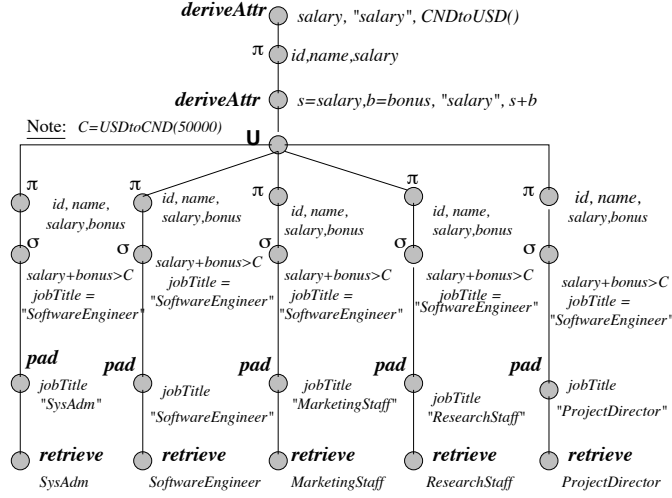 deriveAttr salary, "salary", CNDtoUSD()
π id,name,salary
deriveAttr s=salary,b=bonus, "salary", s+b
Note: C=USDtoCND(50000)
U
π id, name,
salary,bonus
σ
salary+bonus>C
jobTitle =
"SoftwareEngineer"
pad
jobTitle
"SysAdm"
retrieve
SysAdm
π id, name,
salary,bonus
σ
salary+bonus>C
jobTitle =
"SoftwareEngineer"
pad
jobTitle
"SoftwareEngineer"
retrieve
SoftwareEngineer
π id, name,
salary,bonus
σ
salary+bonus>C
jobTitle =
"SoftwareEngineer"
pad
jobTitle
"MarketingStaff"
retrieve
MarketingStaff
π id, name,
salary,bonus
σ
salary+bonus>C
jobTitle =
"SoftwareEngineer"
pad
jobTitle
"ResearchStaff"
retrieve
ResearchStaff
π id, name,
salary,bonus
σ
salary+bonus>C
jobTitle =
"SoftwareEngineer"
pad
jobTitle
"ProjectDirector"
retrieve
ProjectDirector